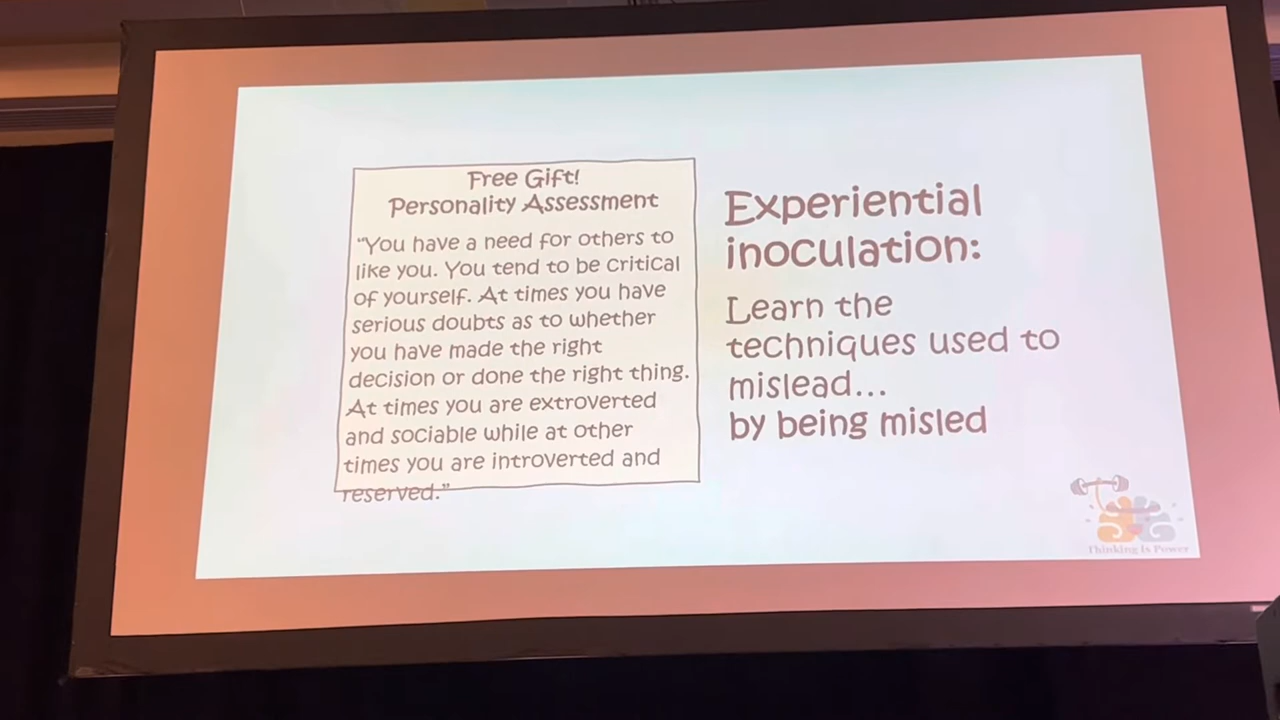 Free Gift!
Personality Assessment
“You have a need for others to
like you. You tend to be critical
of yourself. At times you have
serious doubts as to whether
you have made the right
decision or done the right thing.
At times you are extroverted
and sociable while at other
times you are introverted and
reserved.”
Experiential
inoculation:
Learn the
techniques used to
mislead...
by being misled
Thinking Is Power